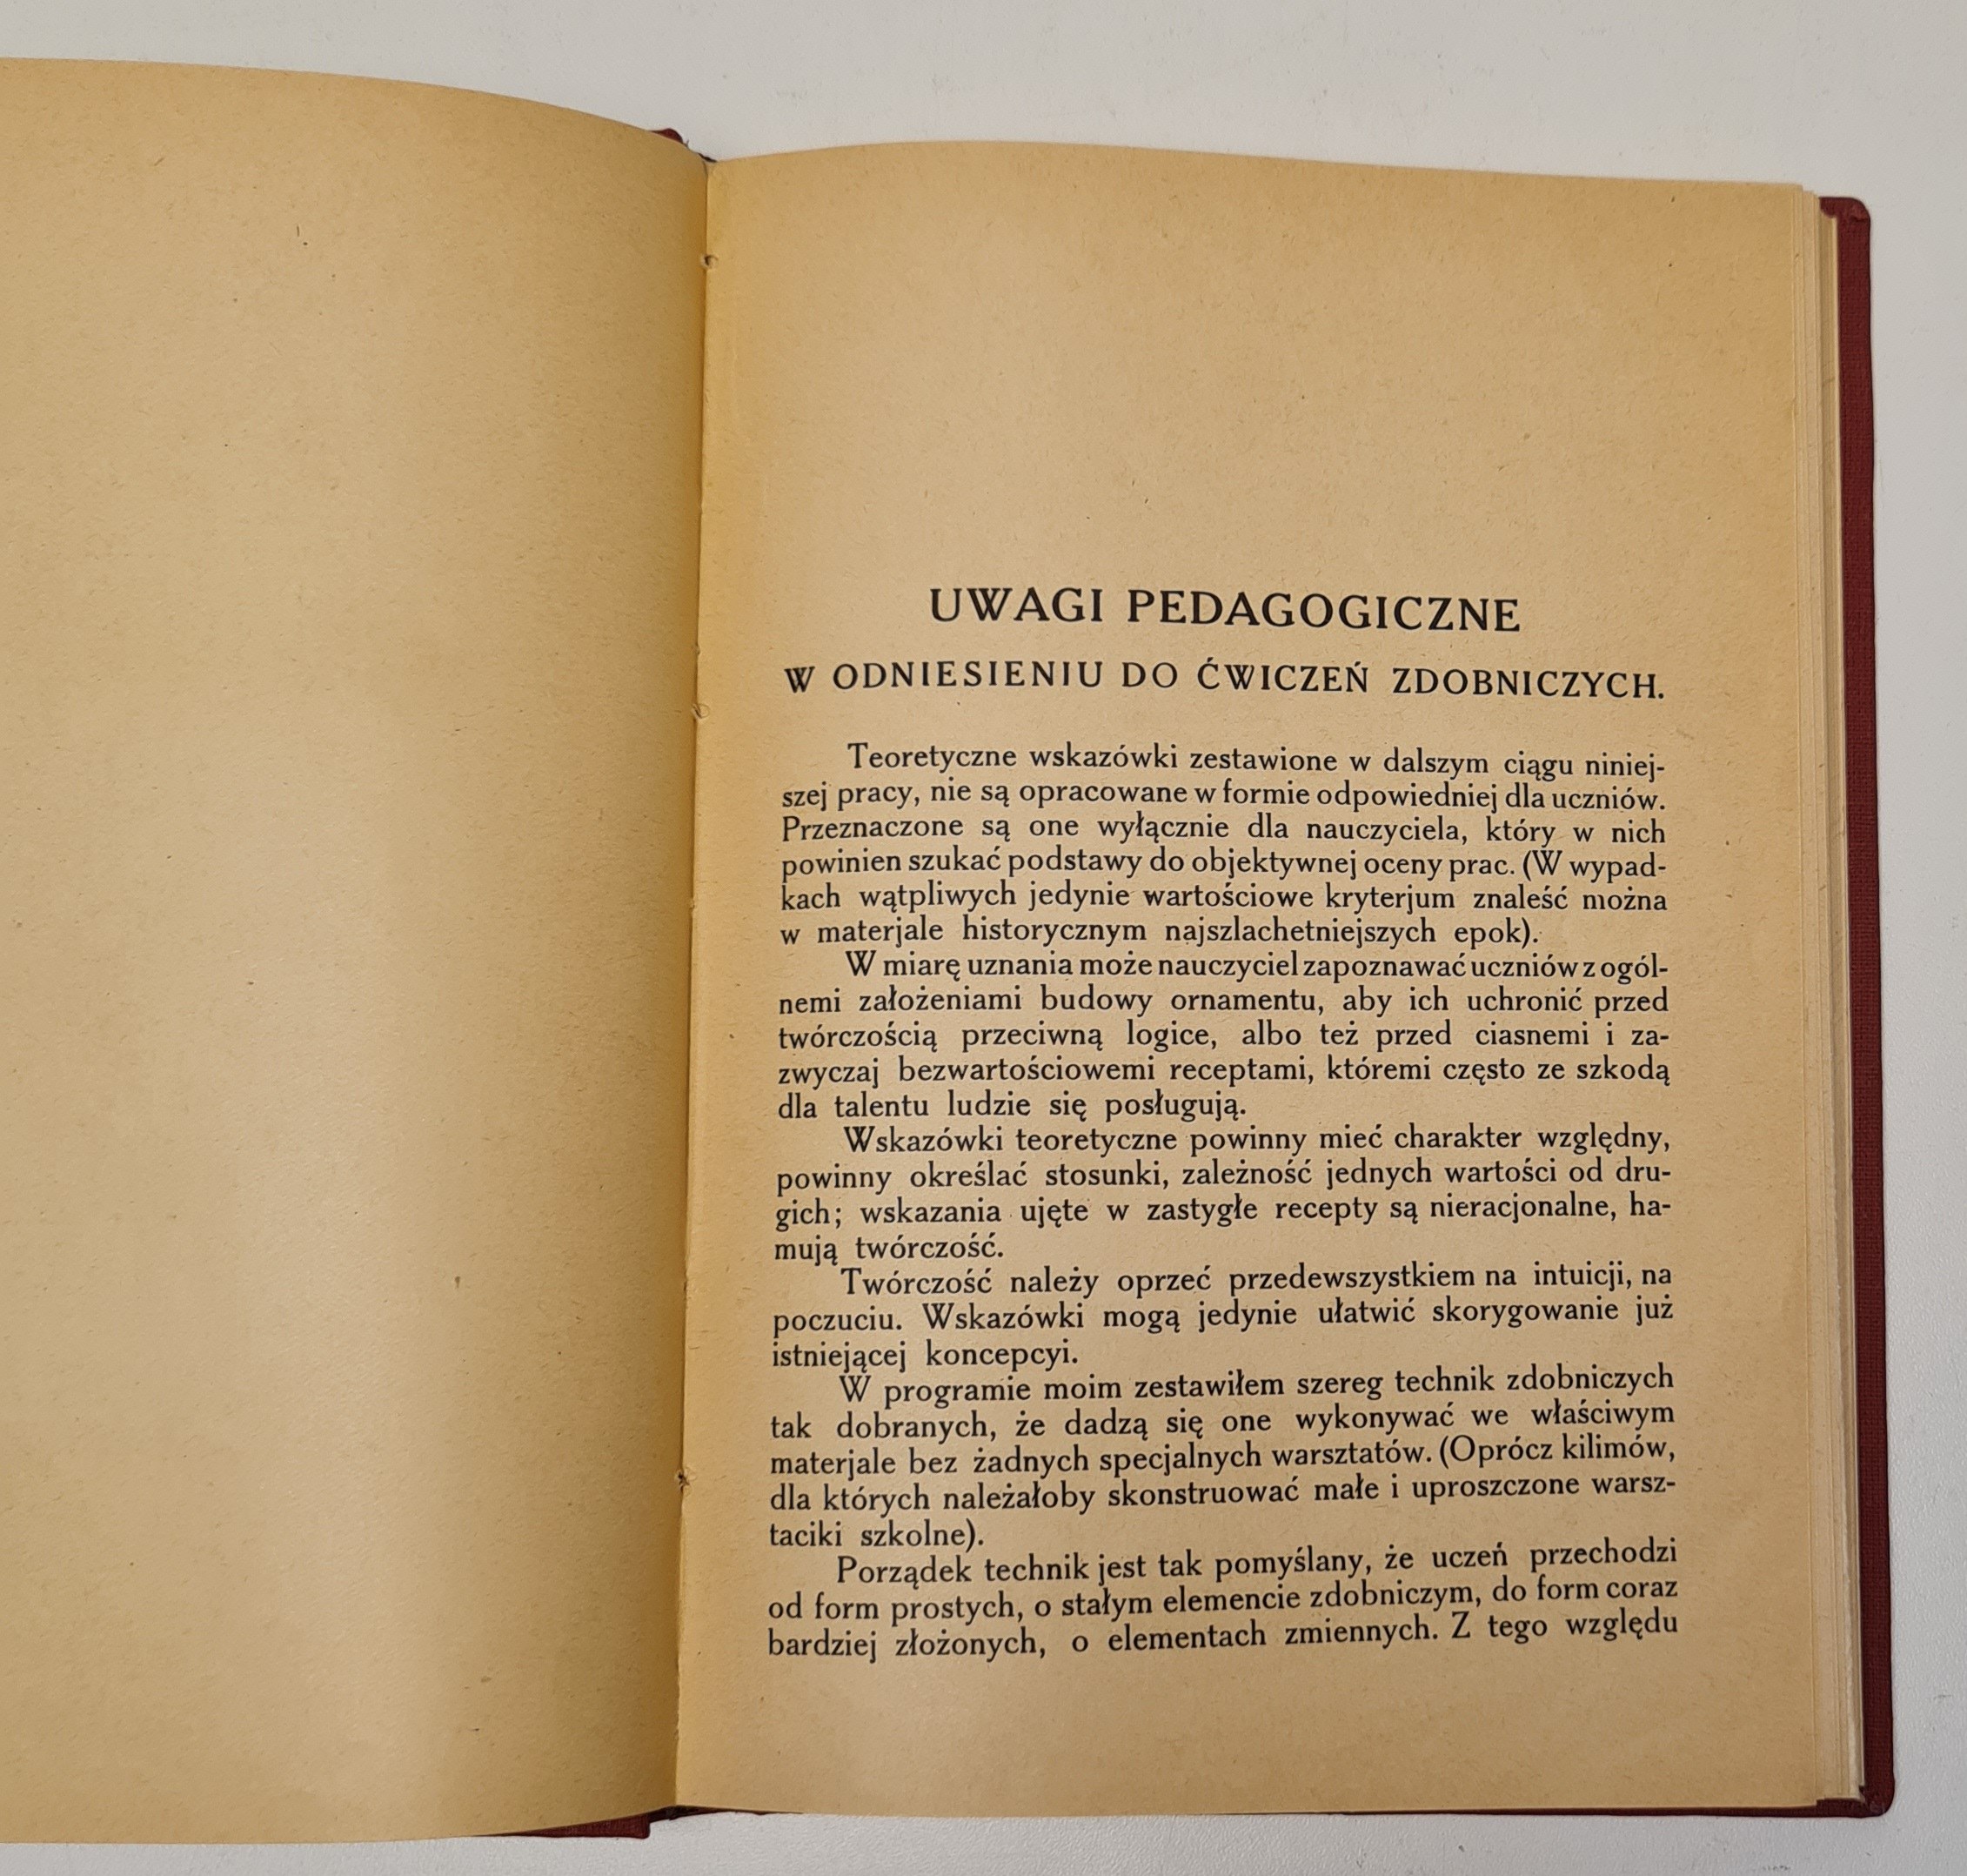 UWAGI PEDAGOGICZNE
W ODNIESIENIU DO ĆWICZEŃ ZDOBNICZYCH.
Teoretyczne wskazówki zestawione w dalszym ciągu niniej-
szej pracy, nie są opracowane w formie odpowiedniej dla uczniów.
Przeznaczone są one wyłącznie dla nauczyciela, który w nich
powinien szukać podstawy do objektywnej oceny prac. (W wypad-
kach wątpliwych jedynie wartościowe kryterjum znaleść można
w materjale historycznym najszlachetniejszych epok).
W miarę uznania może nauczyciel zapoznawać uczniów z ogól-
nemi założeniami budowy ornamentu, aby ich uchronić przed
twórczością przeciwną logice, albo też przed ciasnemi i za-
zwyczaj bezwartościowemi receptami, któremi często ze szkodą
dla talentu ludzie się posługują.
Wskazówki teoretyczne powinny mieć charakter względny,
powinny określać stosunki, zależność jednych wartości od dru-
gich; wskazania ujęte w zastygłe recepty są nieracjonalne, ha-
mują twórczość.
Twórczość należy oprzeć przedewszystkiem na intuicji, na
poczuciu. Wskazówki mogą jedynie ułatwić skorygowanie już
istniejącej koncepcyi.
W programie moim zestawiłem szereg technik zdobniczych
tak dobranych, że dadzą się one wykonywać we właściwym
materjale bez żadnych specjalnych warsztatów. (Oprócz kilimów,
dla których należałoby skonstruować małe i uproszczone warsz-
taciki szkolne).
Porządek technik jest tak pomyślany, że uczeń przechodzi
od form prostych, o stałym elemencie zdobniczym, do form coraz
bardziej złożonych, o elementach zmiennych. Z tego względu